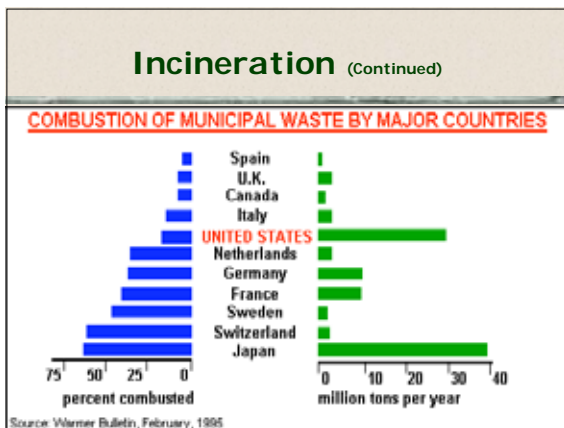 Incineration (Continued)
COMBUSTION OF MUNICIPAL WASTE BY MAJOR COUNTRIES
Spain
U.K.
Canada
Italy
UNITED STATES
Netherlands
Germany
France
Sweden
Switzerland
Japan
75 50 25 0 0 10 20 30 40
percent combusted million tons per year
Source: Warmer Bulletin, February, 1995